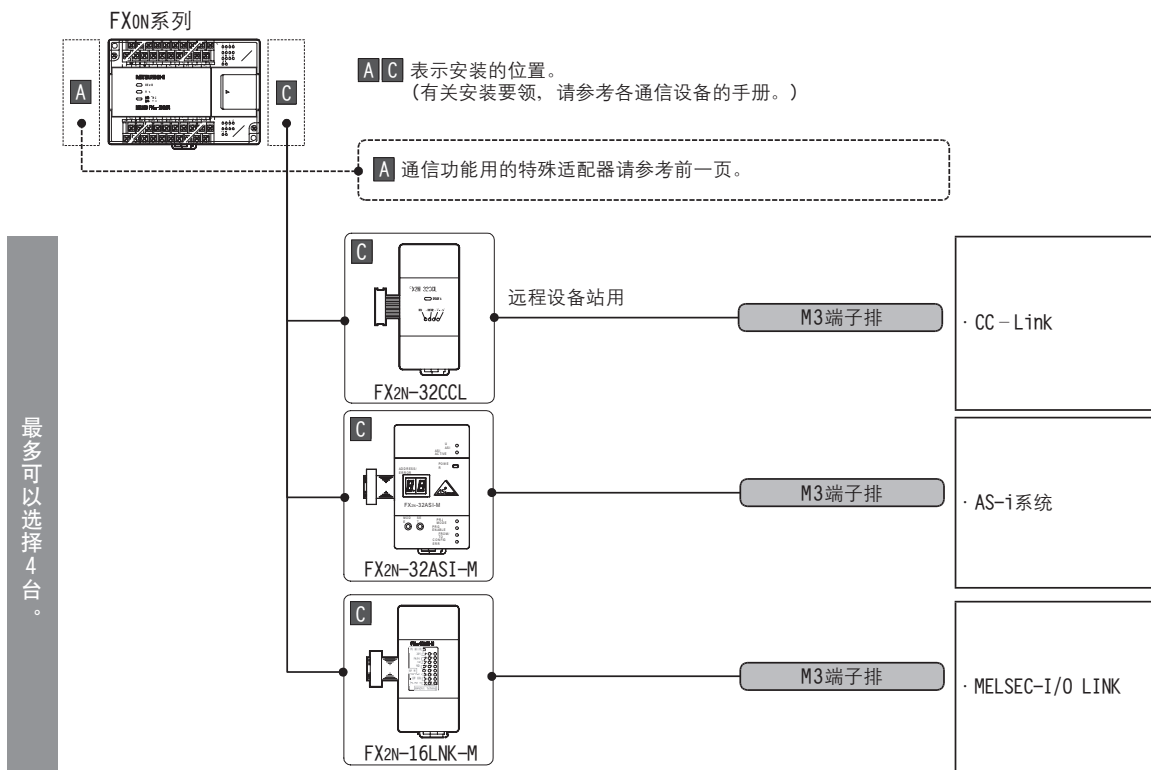 FX0N系列
A
C
A C 表示安装的位置。
(有关安装要领, 请参考各通信设备的手册。)
A 通信功能用的特殊适配器请参考前一页。
最多可以选择4台。
C
FX2N-32CCL
远程设备站用
M3端子排
·CC-Link
C
FX2N-32ASI-M
M3端子排
·AS-i系统
C
FX2N-16LNK-M
M3端子排
·MELSEC-I/O LINK